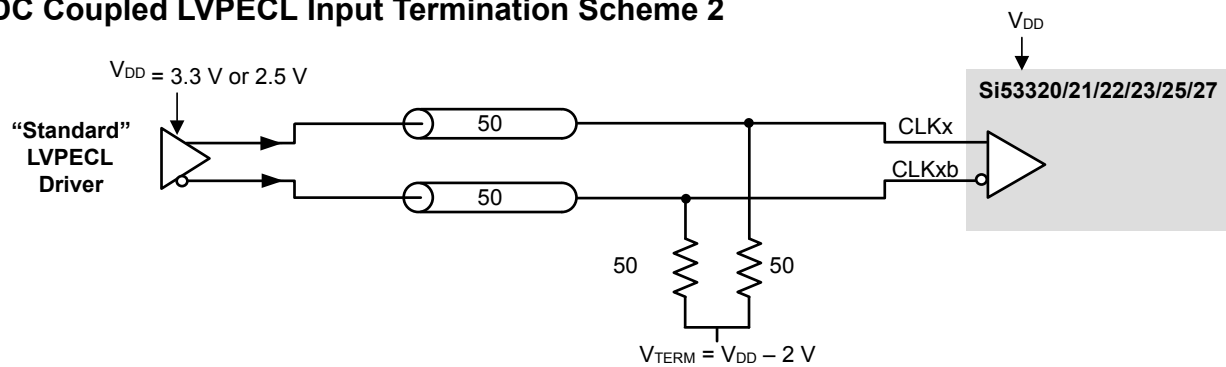 DC Coupled LVPECL Input Termination Scheme 2
VDD
VDD = 3.3 V or 2.5 V
Si53320/21/22/23/25/27
“Standard”
LVPECL
Driver
50
CLKx
CLKxb
50
50
50
VTERM = VDD – 2 V